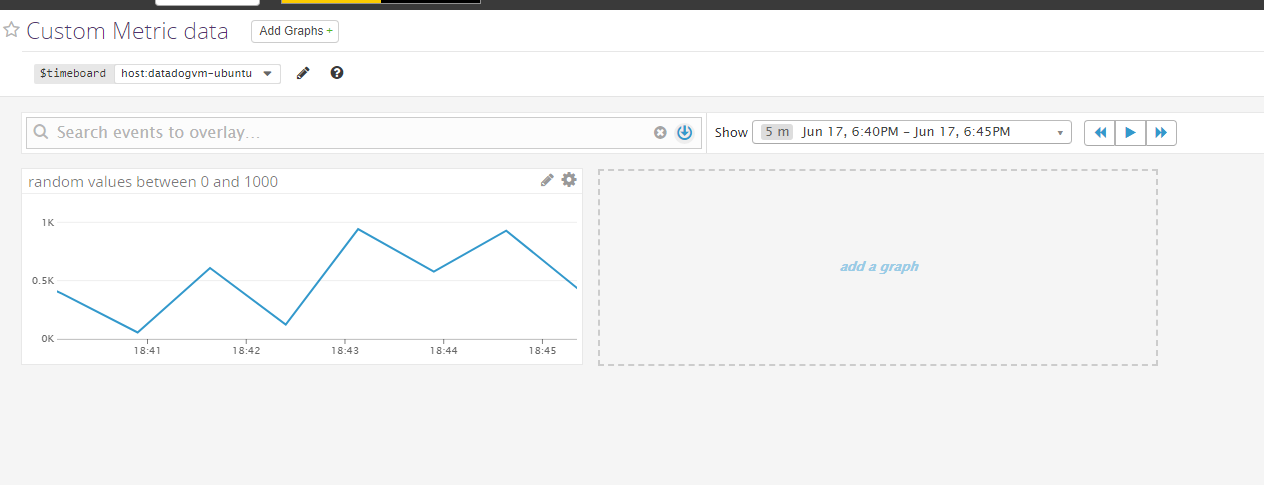 Custom Metric data Add Graphs +
$timeboard host:datadogvm-ubuntu
Search events to overlay...
Show 5 m Jun 17, 6:40PM - Jun 17, 6:45PM
random values between 0 and 1000
1K
0.5K
0K
18:41 18:42 18:43 18:44 18:45
add a graph